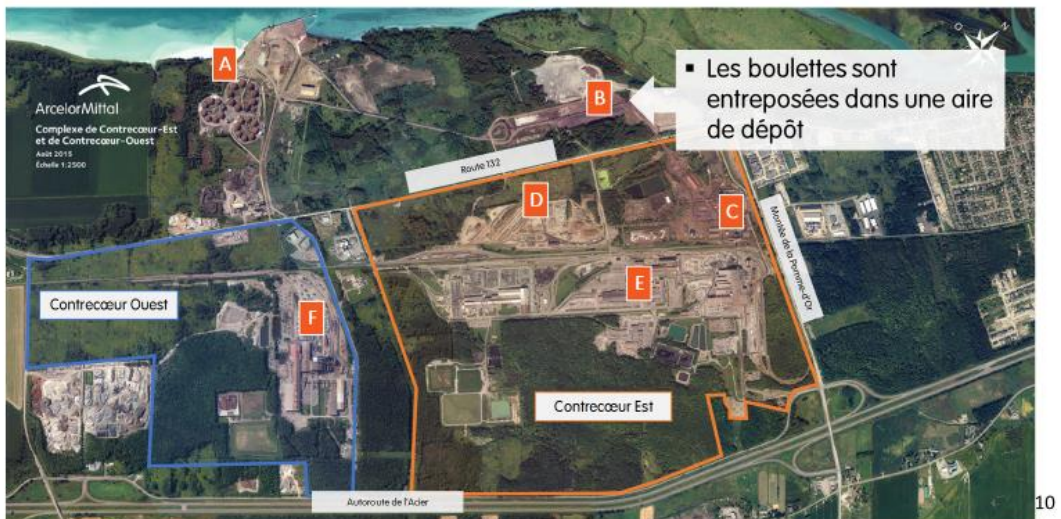 A
ArcelorMittal
Complexe de Contrecœur-Est
et de Contrecœur-Ouest
Août 2015
Échelle 1:2500
B
▪ Les boulettes sont
entreposées dans une aire
de dépôt
O
N
Route 132
D
C
Montée de la Pomme-d'Or
E
Contrecœur Ouest
F
Contrecœur Est
Autoroute de l'Acier
10